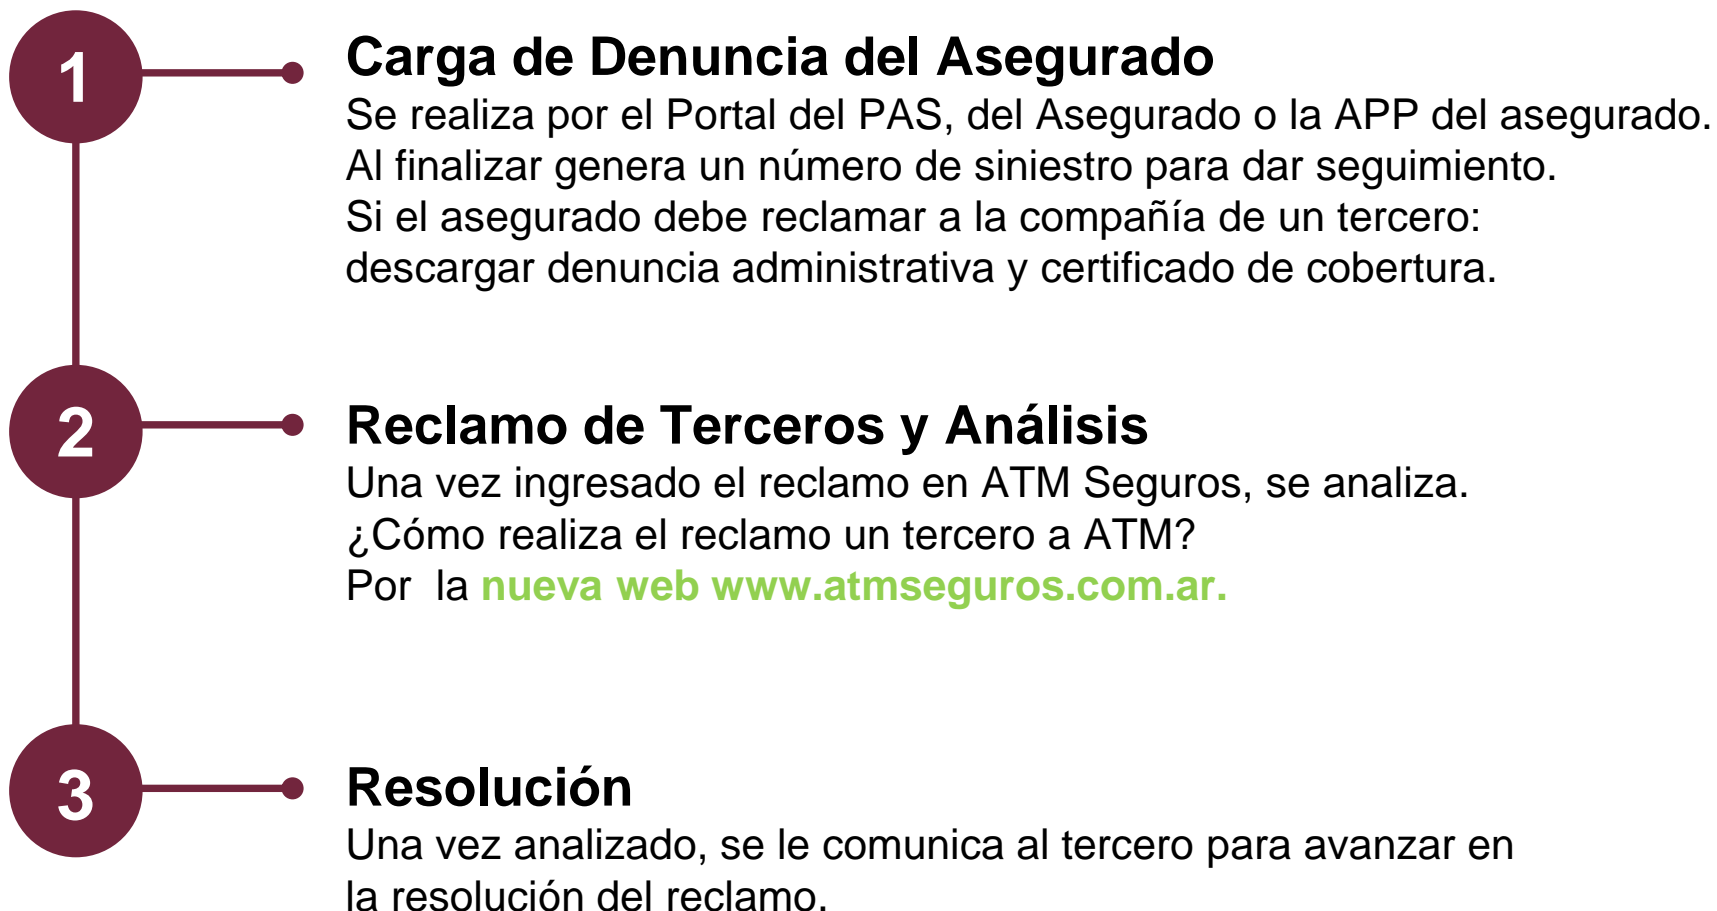 1
Carga de Denuncia del Asegurado
Se realiza por el Portal del PAS, del Asegurado o la APP del asegurado.
Al finalizar genera un número de siniestro para dar seguimiento.
Si el asegurado debe reclamar a la compañía de un tercero:
descargar denuncia administrativa y certificado de cobertura.
2
Reclamo de Terceros y Análisis
Una vez ingresado el reclamo en ATM Seguros, se analiza.
¿Cómo realiza el reclamo un tercero a ATM?
Por  la nueva web www.atmseguros.com.ar.
3
Resolución
Una vez analizado, se le comunica al tercero para avanzar en
la resolución del reclamo.